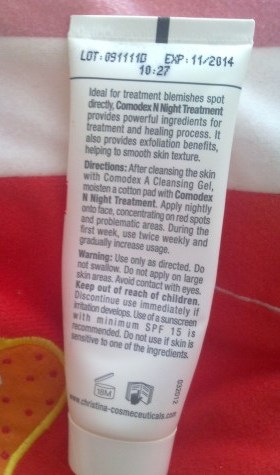 LOT:091111D EXP:11/2014
10:27
Ideal for treatment blemishes spot
directly, Comodex N Night Treatment
provides powerful ingredients for
treatment and healing process. It
also provides exfoliation benefits,
helping to smooth skin texture.
Directions: After cleansing the skin
with Comodex A Cleansing Gel,
moisten a cotton pad with Comodex
N Night Treatment. Apply nightly
onto face, concentrating on red spots
and problematic areas. During the
first week, use twice weekly and
gradually increase usage.
Warning: Use only as directed. Do
not swallow. Do not apply on large
skin areas. Avoid contact with eyes.
Keep out of reach of children.
Discontinue use immediately if
irritation develops. Use of a sunscreen
with minimum SPF 15 is
recommended. Do not use if skin is
sensitive to one of the ingredients.
18M
032012
www.christina-cosmeceuticals.com